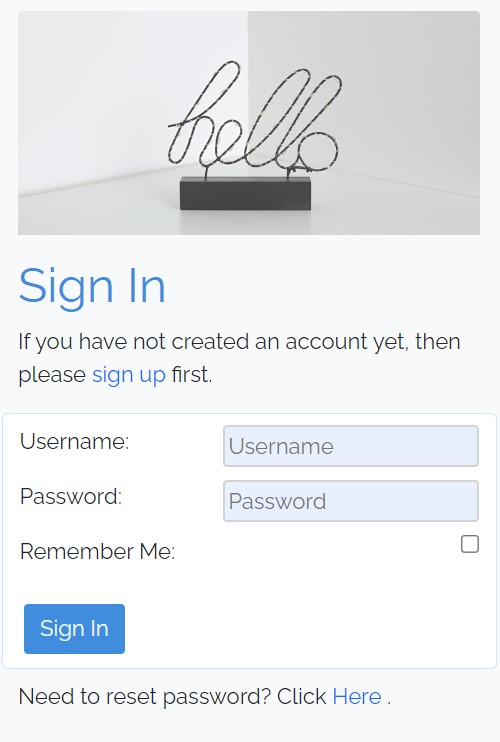 hello
Sign In
If you have not created an account yet, then
please sign up first.
Username:
Username
Password:
Password
Remember Me:
Sign In
Need to reset password? Click Here .